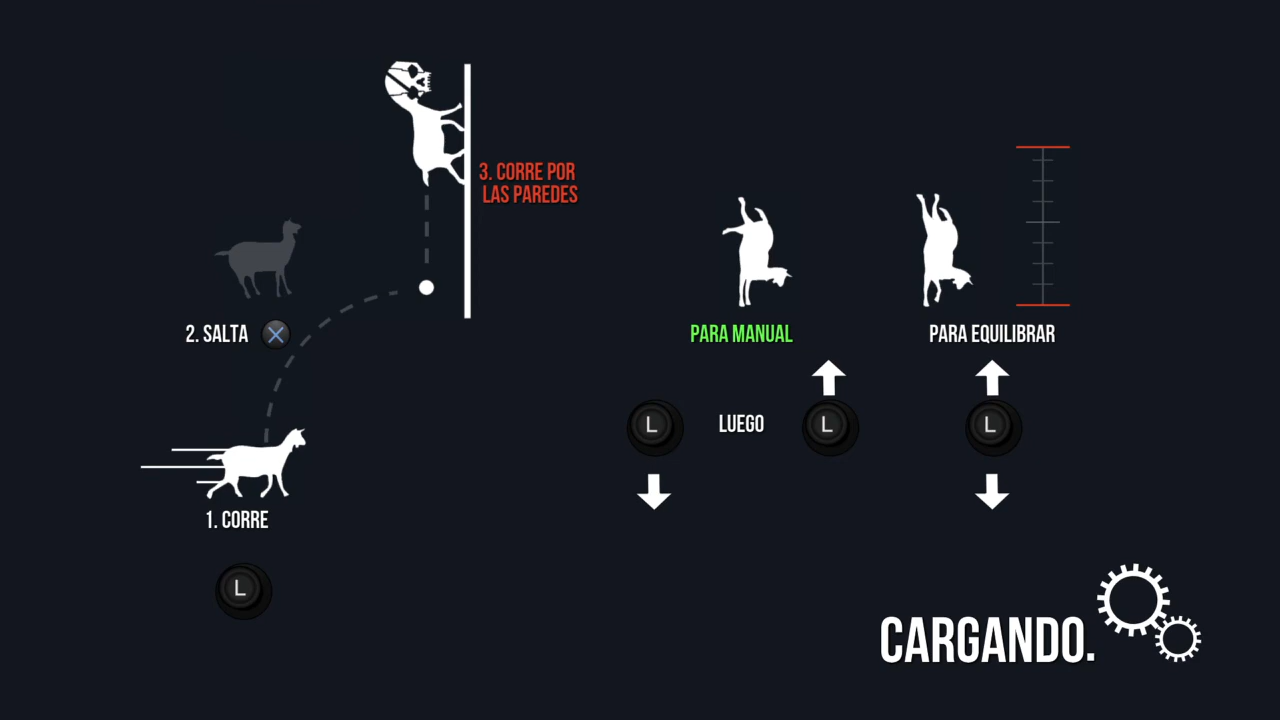 3. CORRE POR
LAS PAREDES
2. SALTA
PARA MANUAL
PARA EQUILIBRAR
L
LUEGO
L
L
1. CORRE
L
CARGANDO.